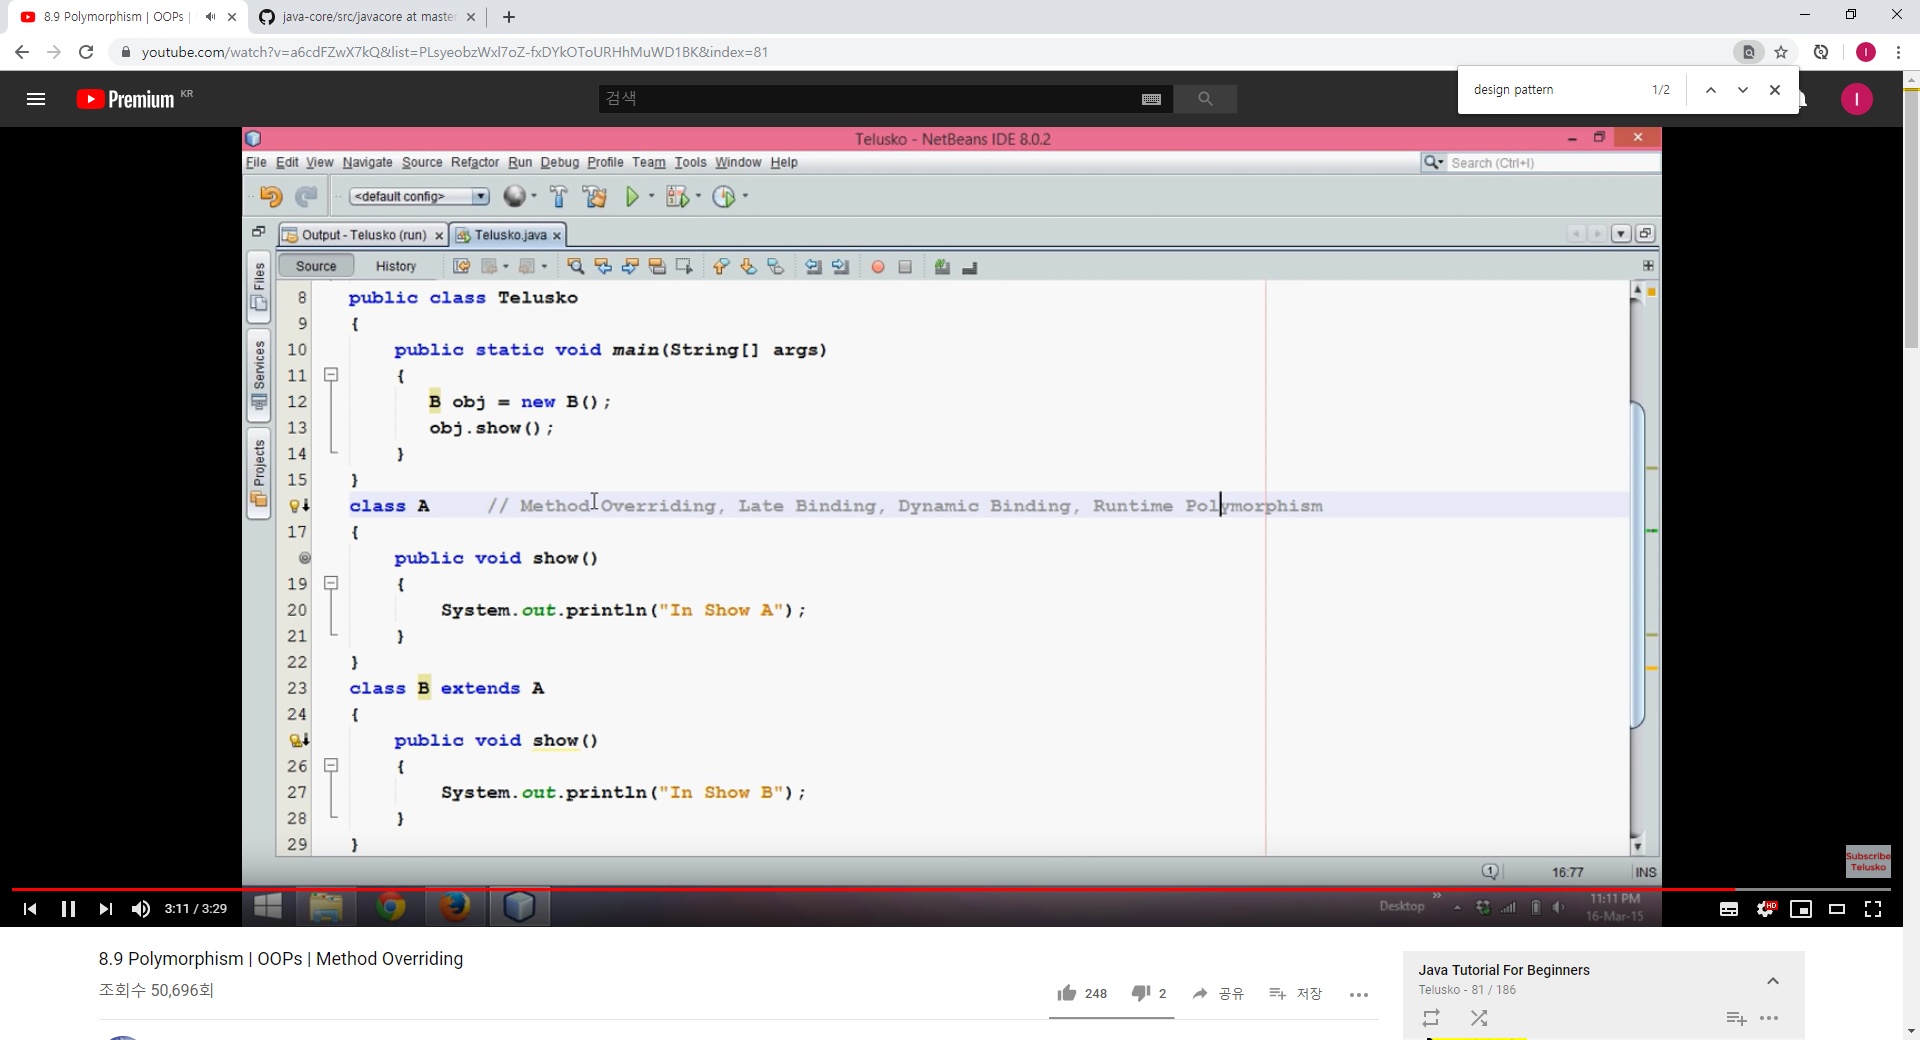 8.9 Polymorphism | OOPs |
java-core/src/javacore at master
youtube.com/watch?v=a6cdFZwX7kQ&list=PLsyeobzWxl7oZ-fxDYkOToURHhMuWD1BK&index=81
design pattern 1/2
Premium KR
검색
I
I
Telusko - NetBeans IDE 8.0.2
File Edit View Navigate Source Refactor Run Debug Profile Team Tools Window Help
Search (Ctrl+I)
<default config>
Output - Telusko (run)
Telusko.java
Source History
Files
Services
Projects
8 public class Telusko
9 {
10 public static void main(String[] args)
11 {
12 B obj = new B();
13 obj.show();
14 }
15 }
class A // Method Overriding, Late Binding, Dynamic Binding, Runtime Polymorphism
17 {
public void show()
19 {
20 System.out.println("In Show A");
21 }
22 }
23 class B extends A
24 {
public void show()
26 {
27 System.out.println("In Show B");
28 }
29 }
Subscribe
Telusko
1 16:77 INS
3:11 / 3:29
Desktop
11:11 PM
16-Mar-15
HD
8.9 Polymorphism | OOPs | Method Overriding
조회수 50,696회
248 2 공유 저장
Java Tutorial For Beginners
Telusko - 81 / 186